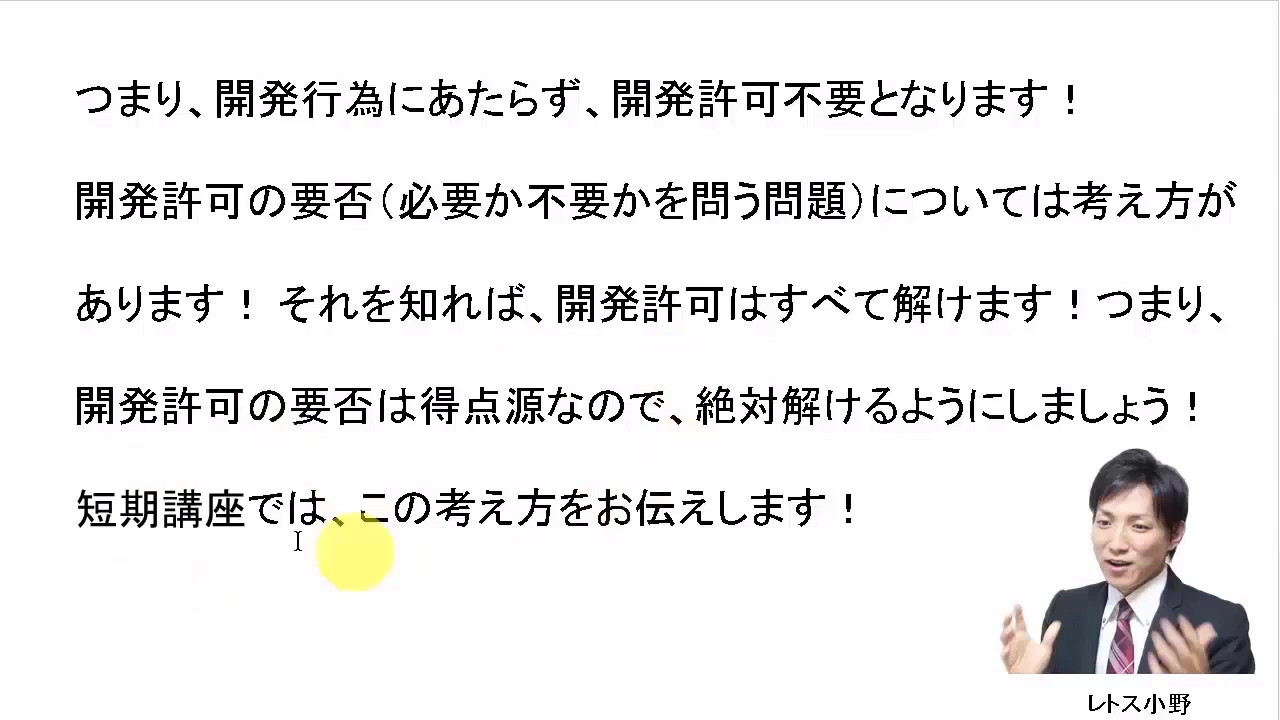 つまり、開発行為にあたらず、開発許可不要となります！
開発許可の要否（必要か不要かを問う問題）については考え方が
あります！ それを知れば、開発許可はすべて解けます！つまり、
開発許可の要否は得点源なので、絶対解けるようにしましょう！
短期講座では、この考え方をお伝えします！
レトス小野